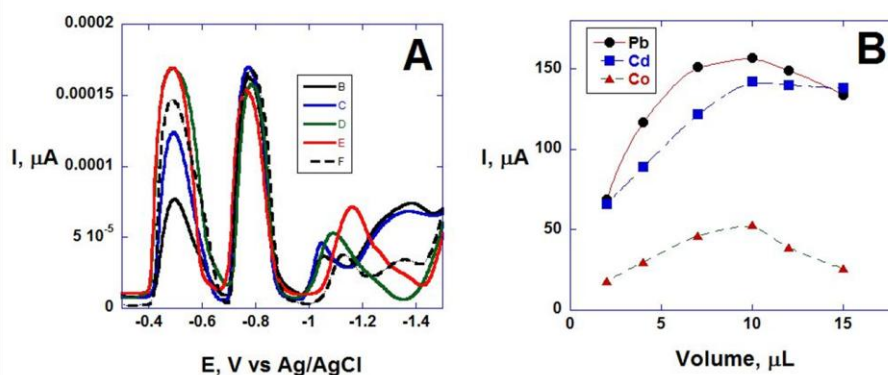 A
0.0002
0.00015
0.0001
5 10-5
0
I, µA
B
C
D
E
F
-0.4
-0.6
-0.8
-1
-1.2
-1.4
E, V vs Ag/AgCl
B
Pb
Cd
Co
150
100
50
0
I, µA
0
5
10
15
Volume, µL